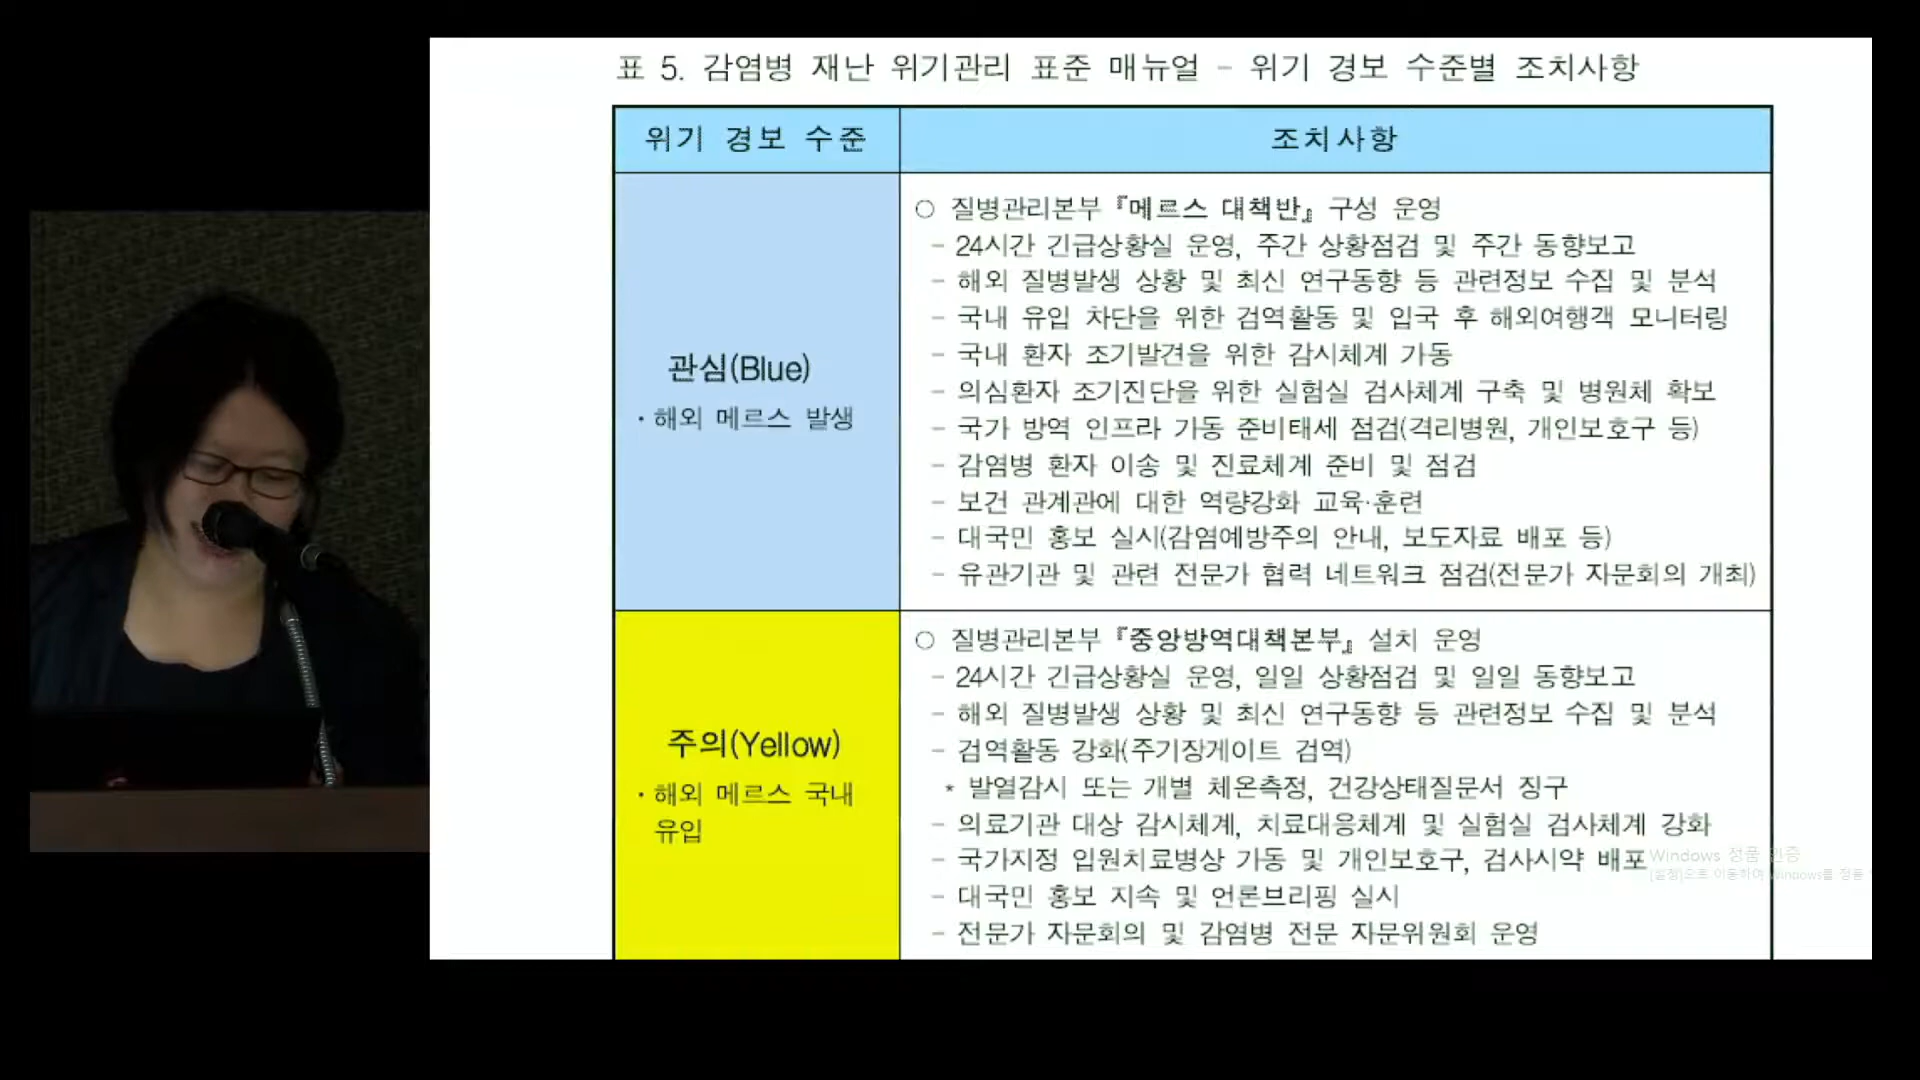 표 5. 감염병 재난 위기관리 표준 매뉴얼 - 위기 경보 수준별 조치사항
위기 경보 수준
조치사항
관심(Blue)
· 해외 메르스 발생
○ 질병관리본부 『메르스 대책반』 구성 운영
- 24시간 긴급상황실 운영, 주간 상황점검 및 주간 동향보고
- 해외 질병발생 상황 및 최신 연구동향 등 관련정보 수집 및 분석
- 국내 유입 차단을 위한 검역활동 및 입국 후 해외여행객 모니터링
- 국내 환자 조기발견을 위한 감시체계 가동
- 의심환자 조기진단을 위한 실험실 검사체계 구축 및 병원체 확보
- 국가 방역 인프라 가동 준비태세 점검(격리병원, 개인보호구 등)
- 감염병 환자 이송 및 진료체계 준비 및 점검
- 보건 관계관에 대한 역량강화 교육·훈련
- 대국민 홍보 실시(감염예방주의 안내, 보도자료 배포 등)
- 유관기관 및 관련 전문가 협력 네트워크 점검(전문가 자문회의 개최)
주의(Yellow)
· 해외 메르스 국내
유입
○ 질병관리본부 『중앙방역대책본부』 설치 운영
- 24시간 긴급상황실 운영, 일일 상황점검 및 일일 동향보고
- 해외 질병발생 상황 및 최신 연구동향 등 관련정보 수집 및 분석
- 검역활동 강화(주기장게이트 검역)
* 발열감시 또는 개별 체온측정, 건강상태질문서 징구
- 의료기관 대상 감시체계, 치료대응체계 및 실험실 검사체계 강화
- 국가지정 입원치료병상 가동 및 개인보호구, 검사시약 배포
- 대국민 홍보 지속 및 언론브리핑 실시
- 전문가 자문회의 및 감염병 전문 자문위원회 운영
Windows 정품 인증
[설정]으로 이동하여 Windows를 정품